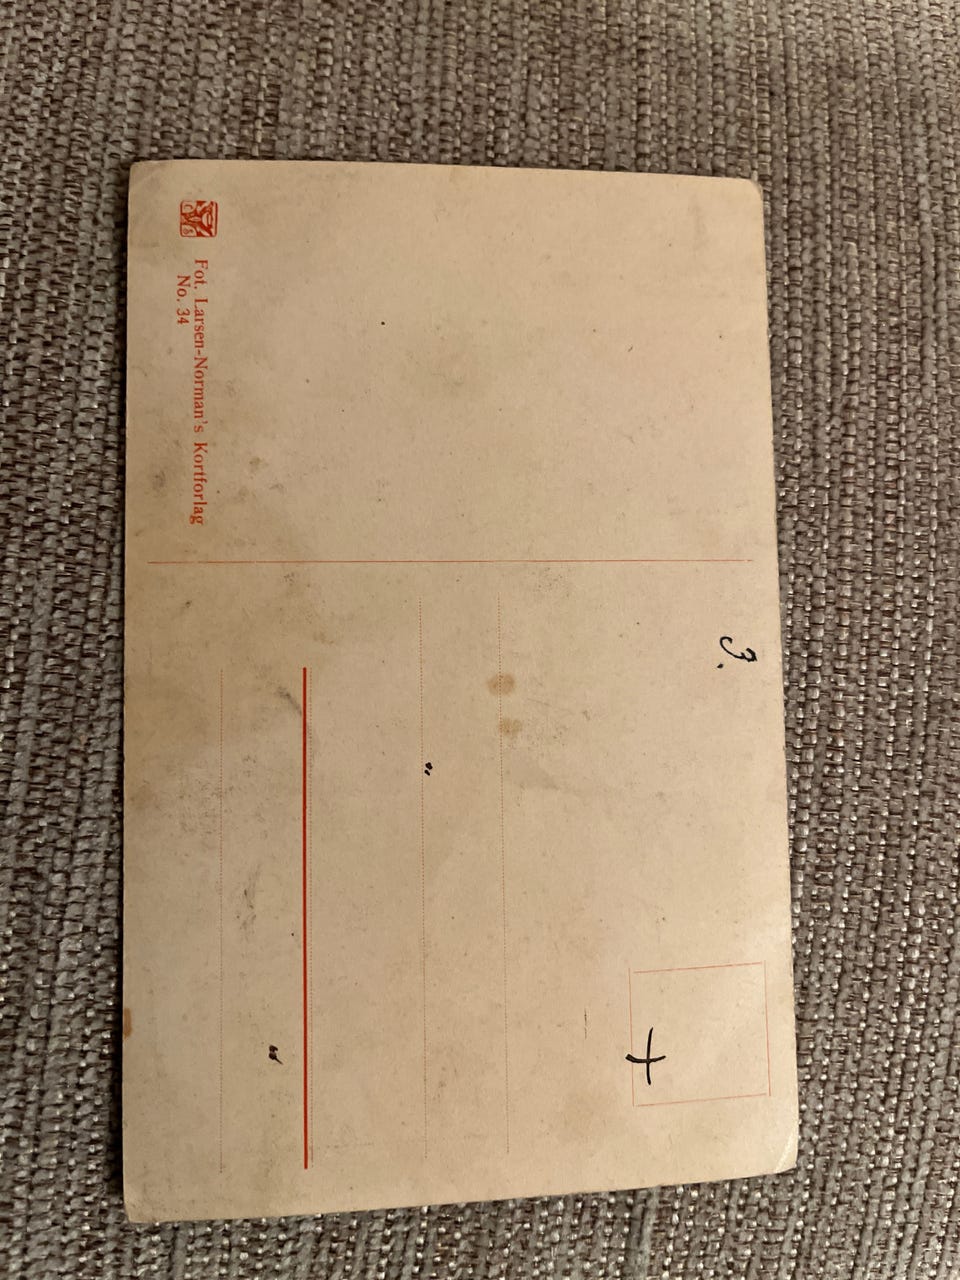 3.
+
Fot. Larsen-Norman's Kortforlag
No. 34